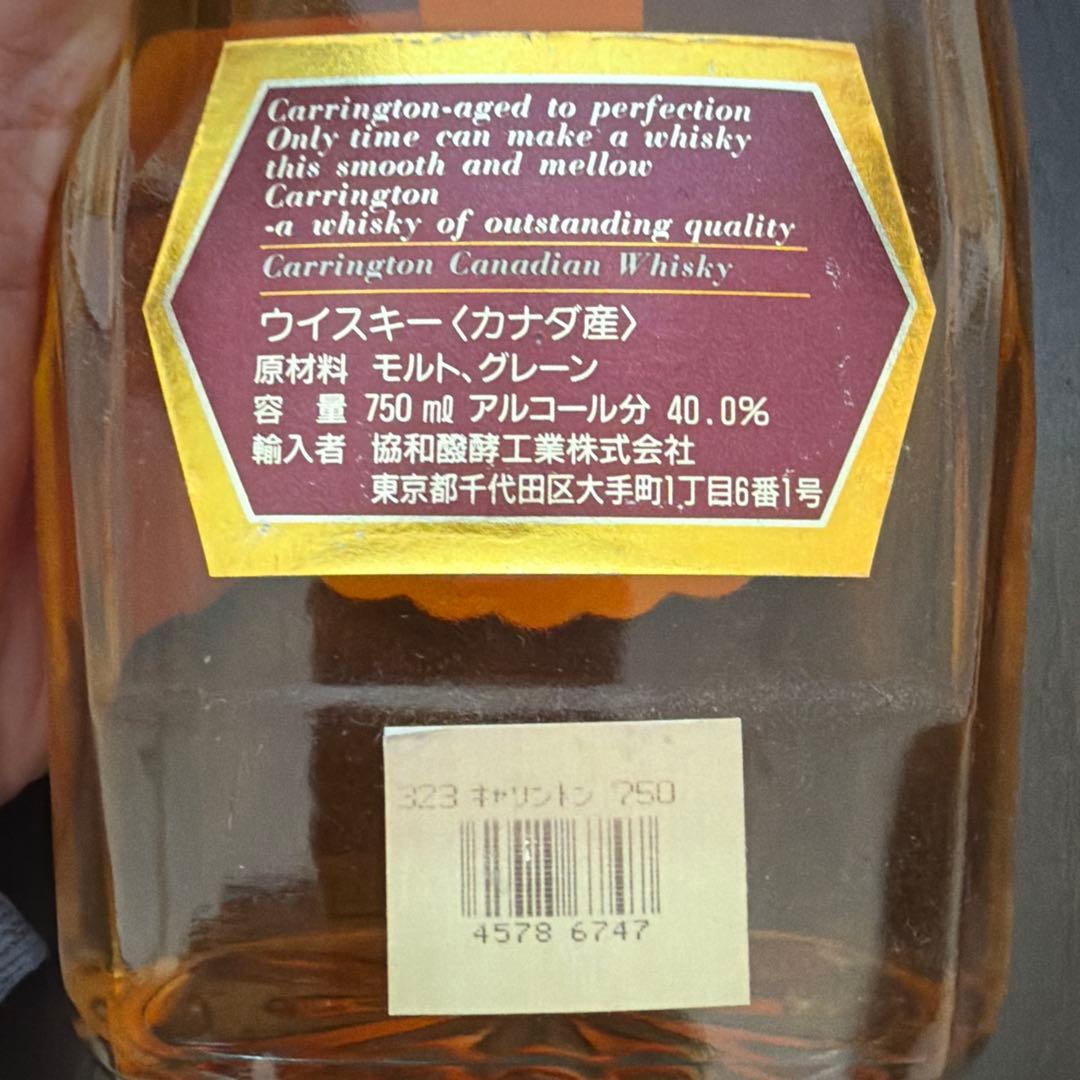 Carrington-aged to perfection
Only time can make a whisky
this smooth and mellow
Carrington
-a whisky of outstanding quality
Carrington Canadian Whisky
ウイスキー〈カナダ産〉
原材料 モルト、グレーン
容 量 750 ml アルコール分 40.0%
輸入者 協和醱酵工業株式会社
東京都千代田区大手町1丁目6番1号
323 キャリントン 750
4578 6747